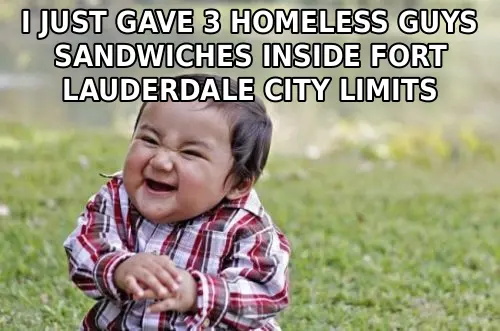 I JUST GAVE 3 HOMELESS GUYS
SANDWICHES INSIDE FORT
LAUDERDALE CITY LIMITS